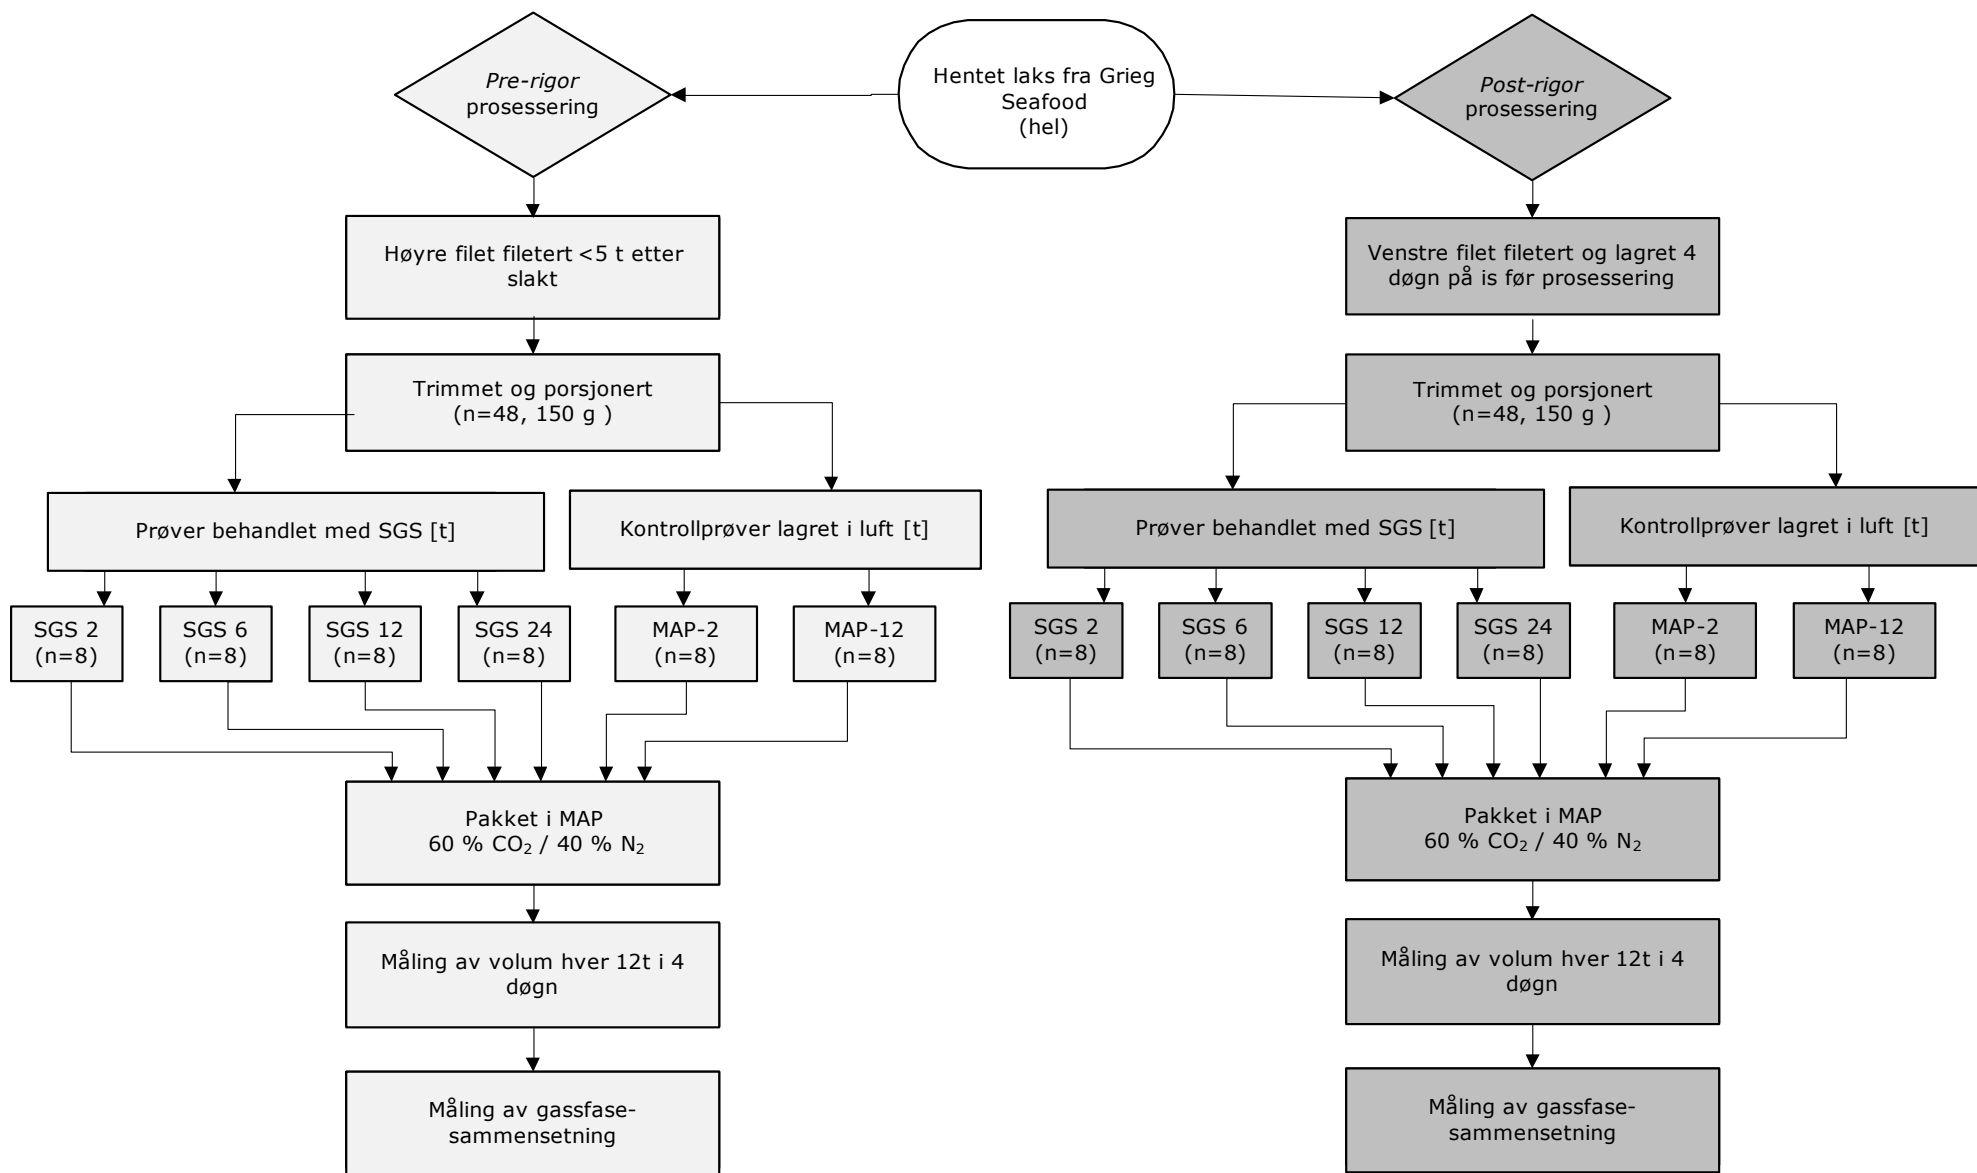 Hentet laks fra Grieg
Seafood
(hel)
Pre-rigor
prosessering
Høyre filet filetert <5 t etter
slakt
Trimmet og porsjonert
(n=48, 150 g )
Prøver behandlet med SGS [t]
Kontrollprøver lagret i luft [t]
SGS 2
(n=8)
SGS 6
(n=8)
SGS 12
(n=8)
SGS 24
(n=8)
MAP-2
(n=8)
MAP-12
(n=8)
Pakket i MAP
60 % CO₂ / 40 % N₂
Måling av volum hver 12t i 4
døgn
Måling av gassfase-
sammensetning
Post-rigor
prosessering
Venstre filet filetert og lagret 4
døgn på is før prosessering
Trimmet og porsjonert
(n=48, 150 g )
Prøver behandlet med SGS [t]
Kontrollprøver lagret i luft [t]
SGS 2
(n=8)
SGS 6
(n=8)
SGS 12
(n=8)
SGS 24
(n=8)
MAP-2
(n=8)
MAP-12
(n=8)
Pakket i MAP
60 % CO₂ / 40 % N₂
Måling av volum hver 12t i 4
døgn
Måling av gassfase-
sammensetning